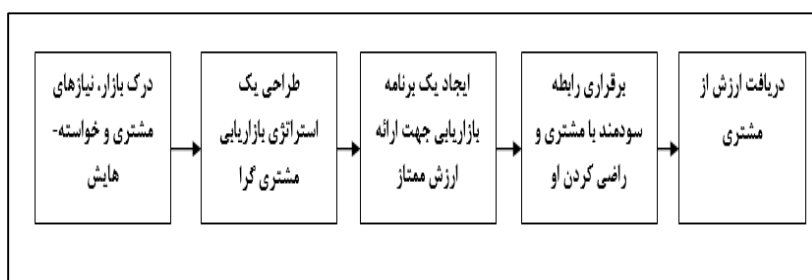 درک بازار، نیازهای
مشتری و خواسته-
هایش
طراحی یک
استراتژی بازاریابی
مشتری گرا
ایجاد یک برنامه
بازاریابی جهت ارائه
ارزش ممتاز
برقراری رابطه
سودمند با مشتری و
راضی کردن او
دریافت ارزش از
مشتری